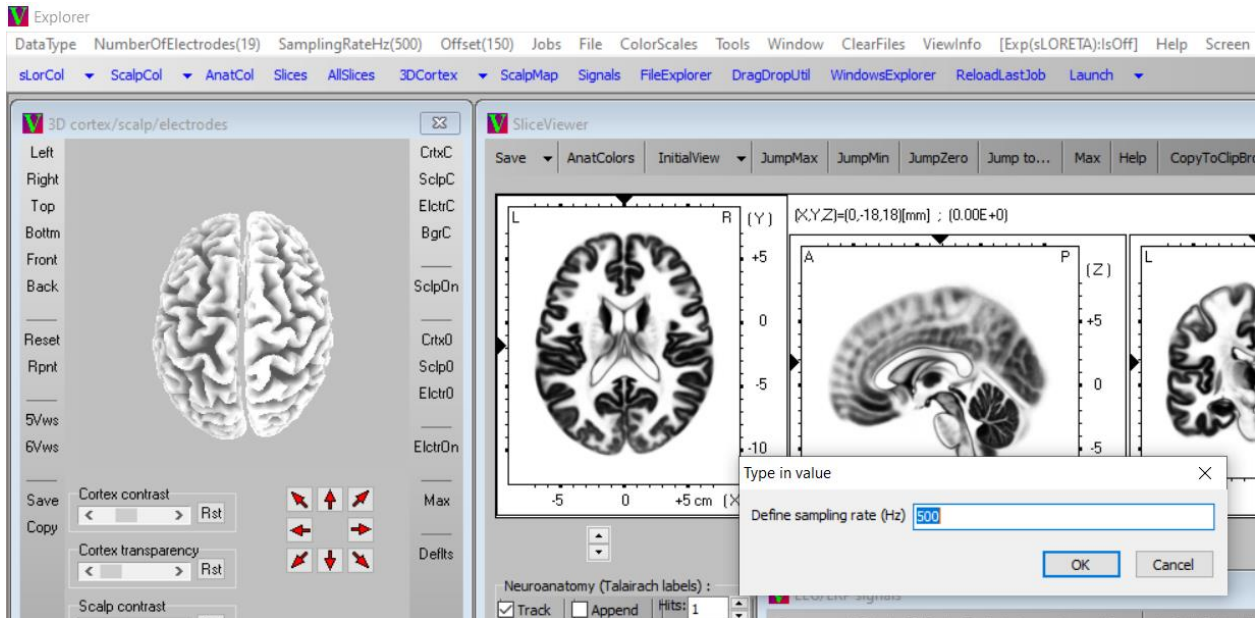 Explorer
DataType NumberOfElectrodes(19) SamplingRateHz(500) Offset(150) Jobs File ColorScales Tools Window ClearFiles ViewInfo [Exp(sLORETA):IsOff] Help Screen
sLorCol ScalpCol AnatCol Slices AllSlices 3DCortex ScalpMap Signals FileExplorer DragDropUtil WindowsExplorer ReloadLastJob Launch
3D cortex/scalp/electrodes
Left
Right
Top
Bottm
Front
Back
Reset
Rpnt
5Vws
6Vws
Save
Copy
CrtxC
SclpC
ElctrC
BgrC
SclpOn
Crtx0
Sclp0
Elctr0
ElctrOn
Max
Deflts
Cortex contrast
Rst
Cortex transparency
Rst
Scalp contrast
SliceViewer
Save AnatColors InitialView JumpMax JumpMin JumpZero Jump to... Max Help
L R (Y)
+5
0
-5
-10
-5 0 +5 cm (X
(X,Y,Z)=(0,-18,18)[mm] ; (0.00E+0)
A P (Z)
+5
0
-5
L
Neuroanatomy (Talairach labels) :
Track Append Hits: 1
Type in value
Define sampling rate (Hz) 500
OK Cancel
signals